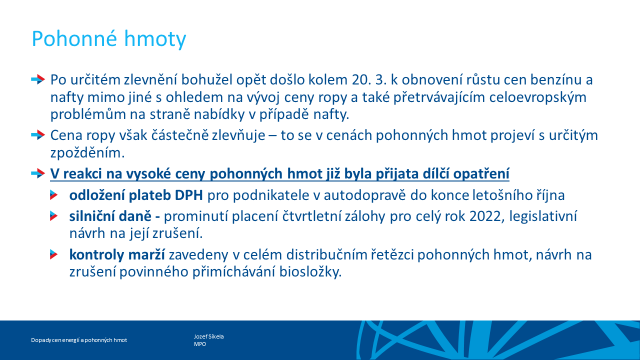 Pohonné hmoty
Po určitém zlevnění bohužel opět došlo kolem 20. 3. k obnovení růstu cen benzínu a
nafty mimo jiné s ohledem na vývoj ceny ropy a také přetrvávajícím celoevropským
problémům na straně nabídky v případě nafty.
Cena ropy však částečně zlevňuje – to se v cenách pohonných hmot projeví s určitým
zpožděním.
V reakci na vysoké ceny pohonných hmot již byla přijata dílčí opatření
odložení plateb DPH pro podnikatele v autodopravě do konce letošního října
silniční daně - prominutí placení čtvrtletní zálohy pro celý rok 2022, legislativní
návrh na její zrušení.
kontroly marží zavedeny v celém distribučním řetězci pohonných hmot, návrh na
zrušení povinného přimíchávání biosložky.
Dopady cen energií a pohonných hmot
Jozef Síkela
MPO